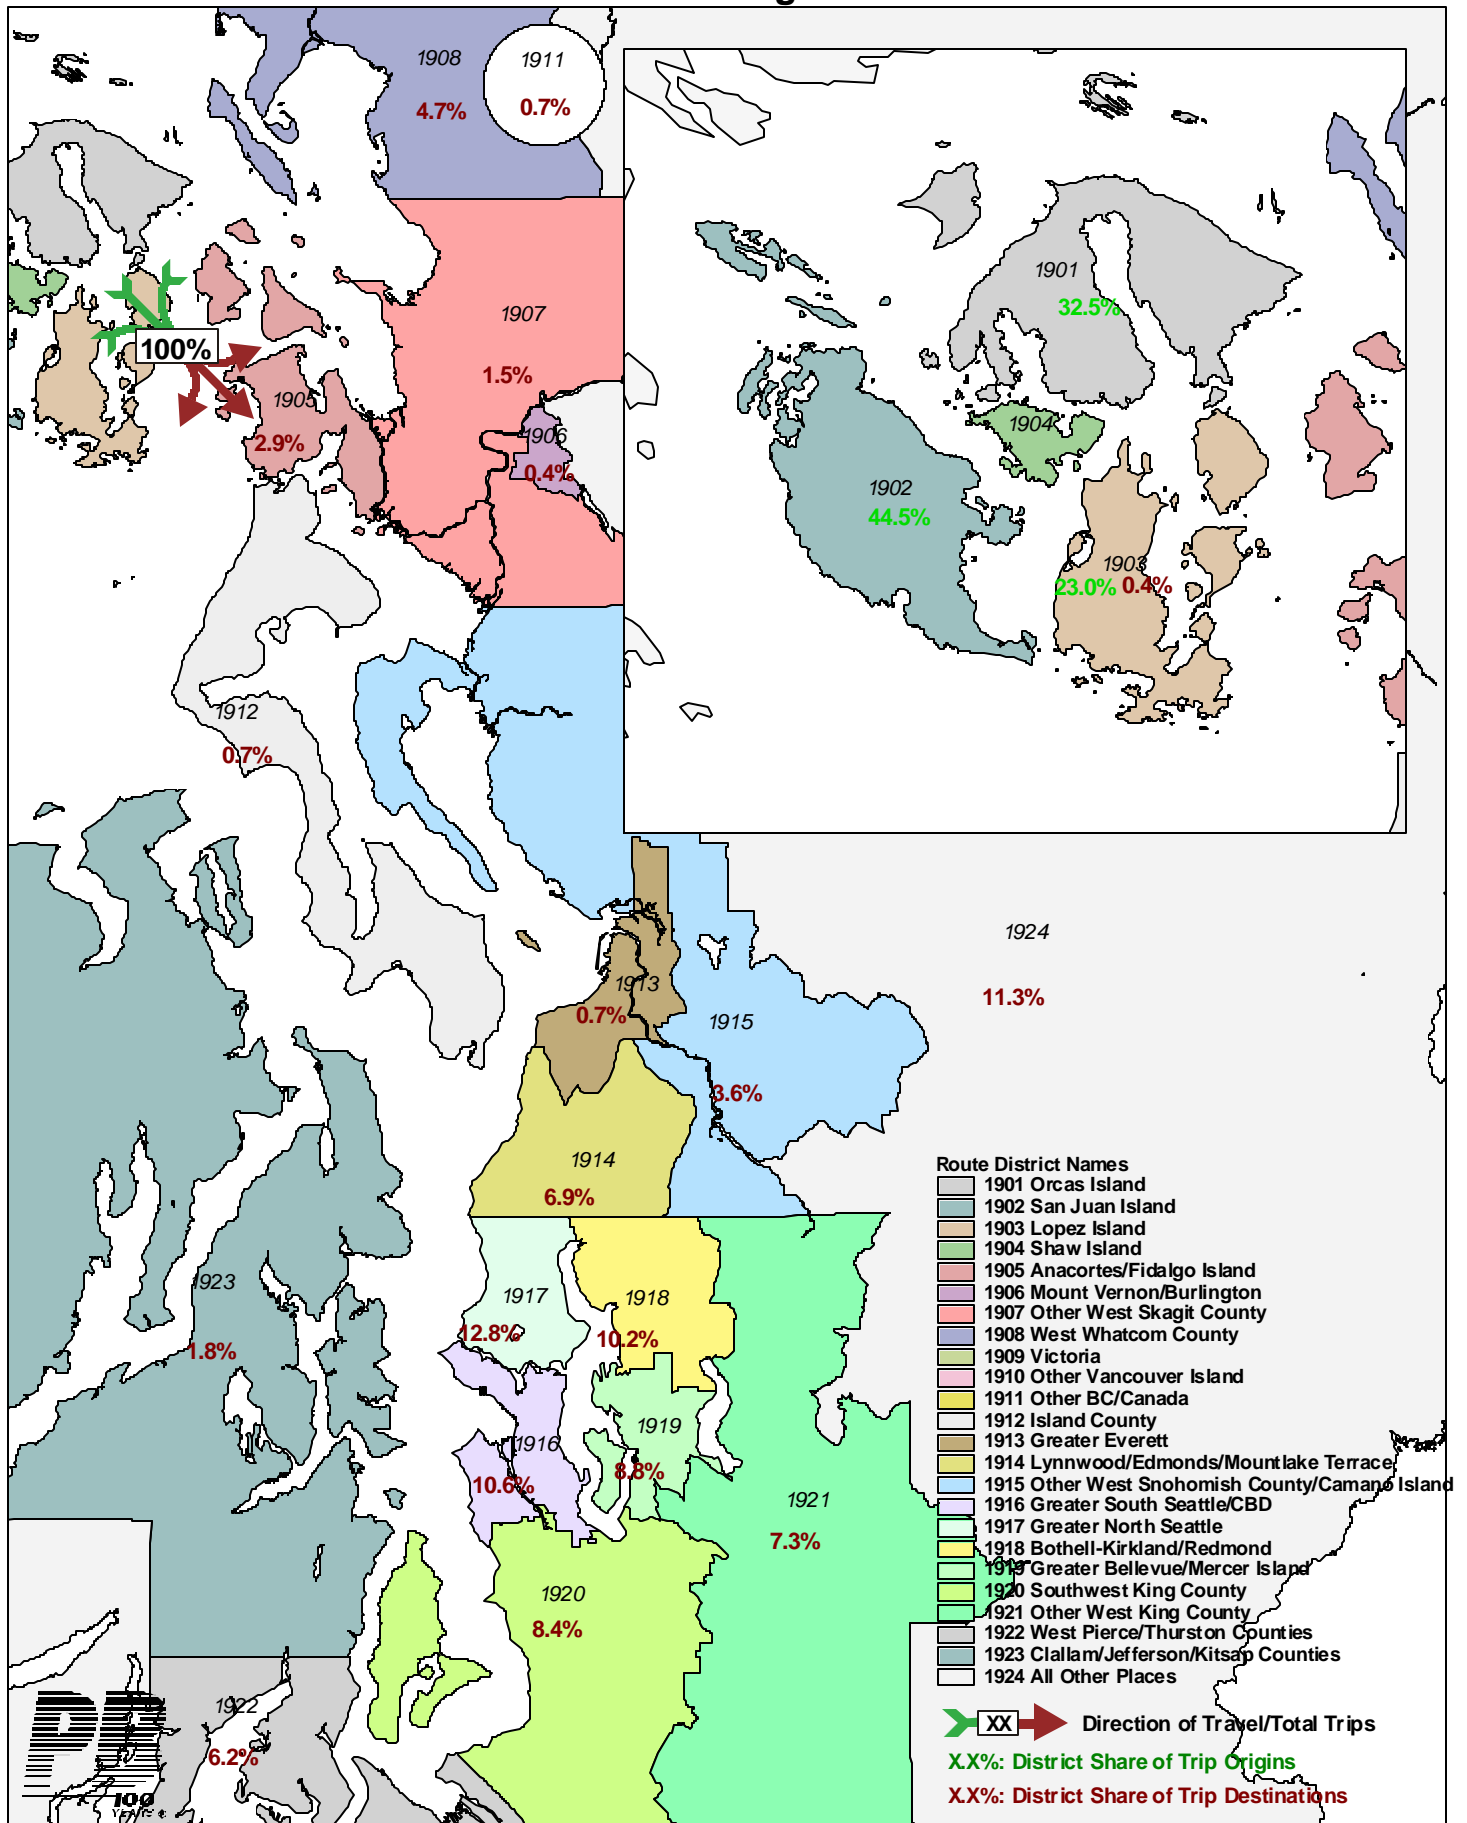 1908
4.7%
1911
0.7%
1901
32.5%
1904
1902
44.5%
1903
23.0% 0.4%
100%
1905
2.9%
1907
1.5%
1906
0.4%
1912
0.7%
1924
11.3%
1913
0.7%
1915
3.6%
1914
6.9%
1923
1.8%
1917
12.8%
1918
10.2%
1916
10.6%
1919
8.8%
1921
7.3%
1920
8.4%
1922
6.2%
Route District Names
1901 Orcas Island
1902 San Juan Island
1903 Lopez Island
1904 Shaw Island
1905 Anacortes/Fidalgo Island
1906 Mount Vernon/Burlington
1907 Other West Skagit County
1908 West Whatcom County
1909 Victoria
1910 Other Vancouver Island
1911 Other BC/Canada
1912 Island County
1913 Greater Everett
1914 Lynnwood/Edmonds/Mountlake Terrace
1915 Other West Snohomish County/Camano Island
1916 Greater South Seattle/CBD
1917 Greater North Seattle
1918 Bothell-Kirkland/Redmond
1919 Greater Bellevue/Mercer Island
1920 Southwest King County
1921 Other West King County
1922 West Pierce/Thurston Counties
1923 Clallam/Jefferson/Kitsap Counties
1924 All Other Places
XX Direction of Travel/Total Trips
X.X%: District Share of Trip Origins
X.X%: District Share of Trip Destinations
PB
100
YEARS